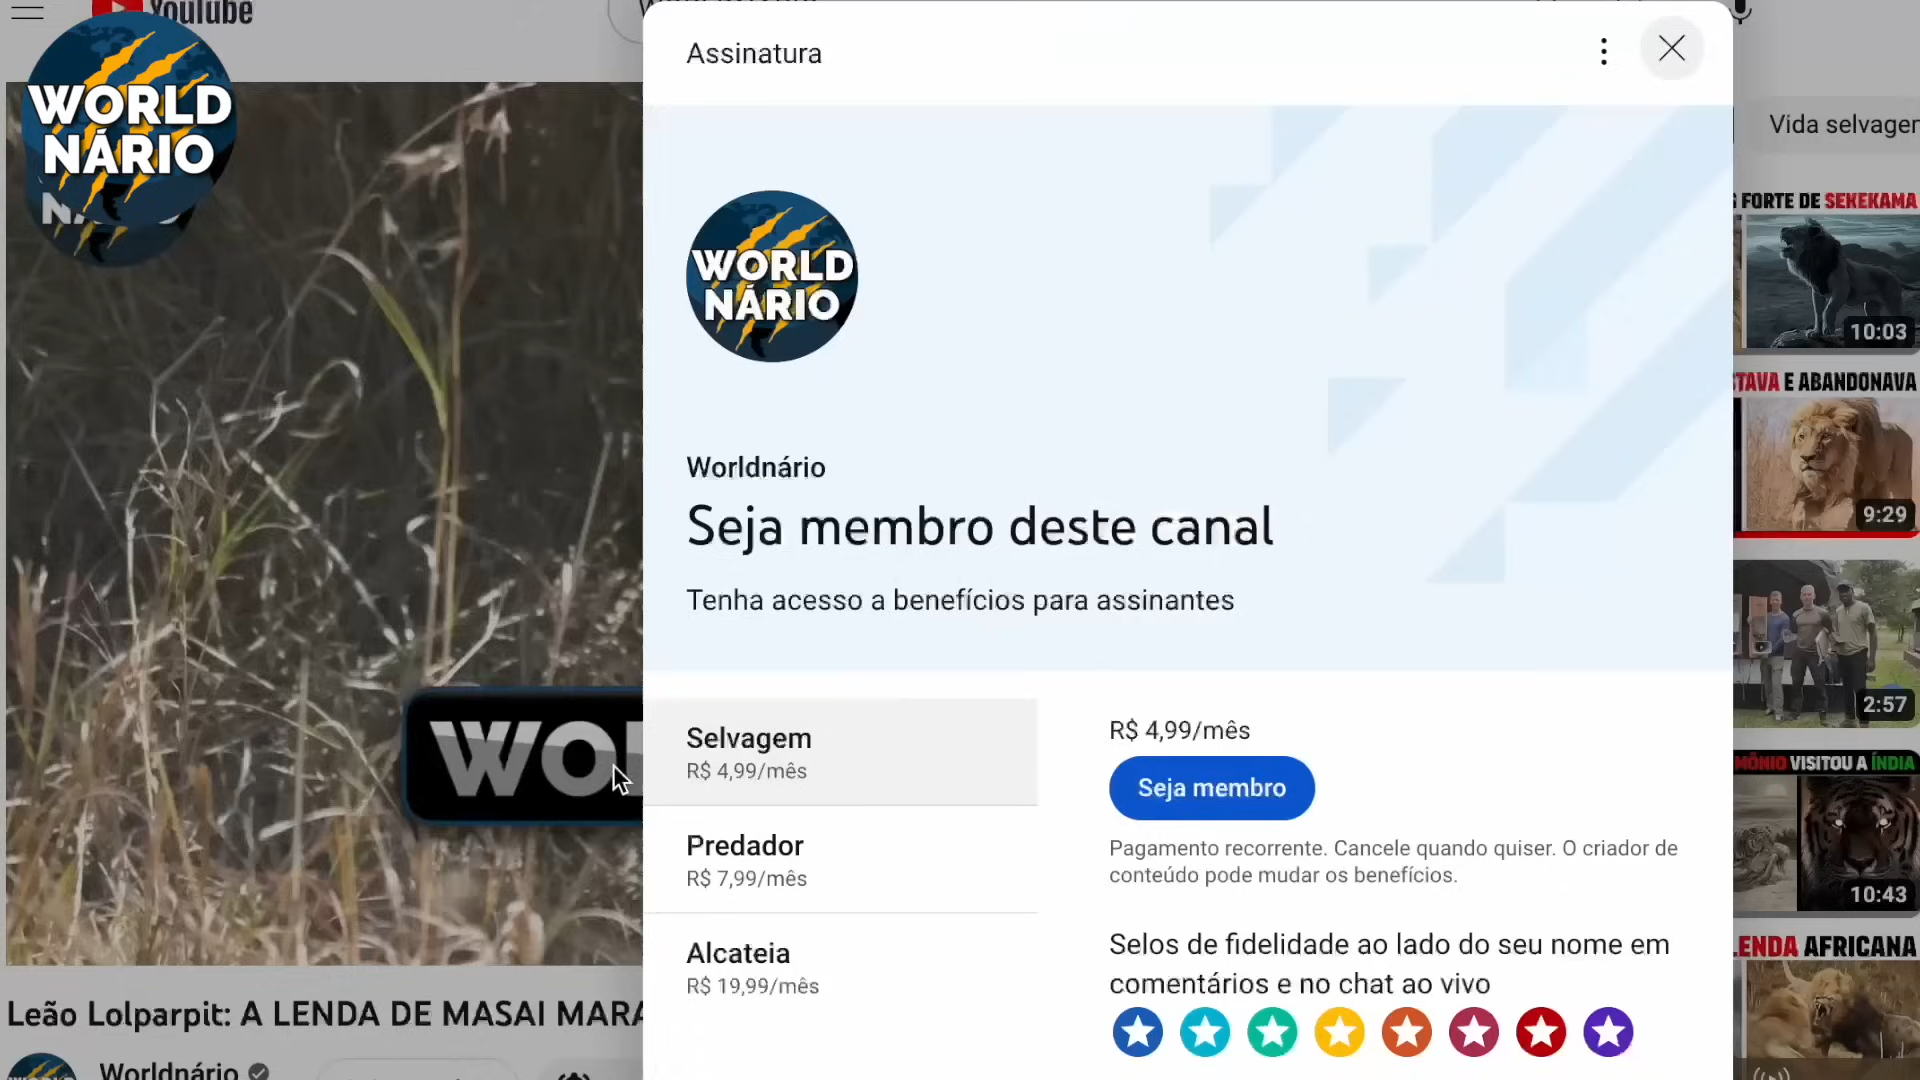 YouTube
WORLD
NÁRIO
Assinatura
WORLD
NÁRIO
Worldnário
Seja membro deste canal
Tenha acesso a benefícios para assinantes
Selvagem
R$ 4,99/mês
Predador
R$ 7,99/mês
Alcateia
R$ 19,99/mês
R$ 4,99/mês
Seja membro
Pagamento recorrente. Cancele quando quiser. O criador de
conteúdo pode mudar os benefícios.
Selos de fidelidade ao lado do seu nome em
comentários e no chat ao vivo
Leão Lolparpit: A LENDA DE MASAI MARA
Worldnário
Vida selvagem
FORTE DE SEKEKAMA
10:03
TAVA E ABANDONAVA
9:29
2:57
MÔNIO VISITOU A ÍNDIA
10:43
LENDA AFRICANA